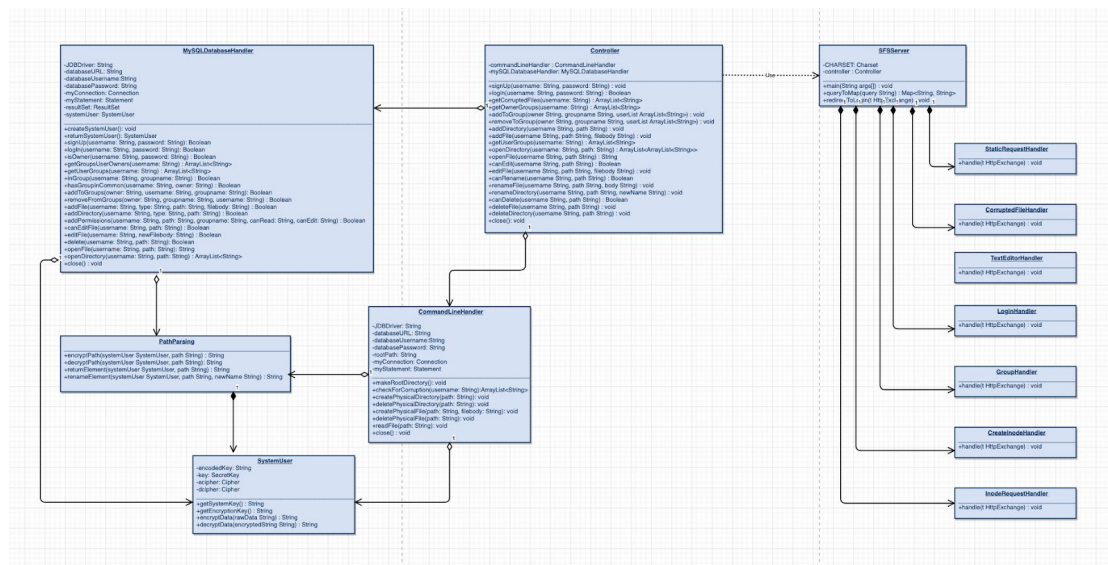 MySQLDatabaseHandler
-JDBDriver: String
-databaseURL: String
-databaseUsername:String
-databasePassword: String
-myConnection: Connection
-myStatement: Statement
-resultSet: ResultSet
-systemUser: SystemUser
+createSystemUser(): void
+returnSystemUser(): SystemUser
+signUp(username: String, password: String): Boolean
+logIn(username: String, password: String): Boolean
+isOwner(username: String, password: String): Boolean
+getGroupsUserOwners(username: String): ArrayList<String>
+getUserGroups(username: String) : ArrayList<String>
+inGroup(username: String, groupname: String): Boolean
+hasGroupInCommon(username: String, owner: String): Boolean
+addToGroups(owner: String, username: String, groupname: String): Boolean
+removeFromGroups(owner: String, groupname: String, username: String): Boolean
+addFile(username: String, type: String, path: String, filebody: String): Boolean
+addDirectory(username: String, type: String, path: String): Boolean
+addPermissions(username: String, path: String, groupname: String, canRead: String, canEdit: String) : Boolean
+canEditFile(username: String, path: String): Boolean
+editFile(username: String, newFilebody: String): Boolean
+delete(username: String, path: String): Boolean
+openFile(username: String, path: String): String
+openDirectory(username: String, path: String) : ArrayList<String>
+close() : void
1
1
Controller
-commandLineHandler : CommandLineHandler
-mySQLDatabaseHandler: MySQLDatabaseHandler
+signUp(username: String, password: String): void
+login(username: String, password: String) : Boolean
+getCorruptedFiles(username: String) : ArrayList<String>
+getOwnerGroups(username: String) : ArrayList<String>
+addToGroup(owner String, groupname String, userList ArrayList<String>) : void
+removeToGroup(owner String, groupname String, userList ArrayList<String>) : void
+addDirectory(username String, path String) : void
+addFile(username String, path String, filebody String) : void
+getUserGroups(username: String) : ArrayList<String>
+openDirectory(username: String, path: String) : ArrayList<ArrayList<String>>
+openFile(username: String, path: String) : String
+canEdit(username: String, path String) : Boolean
+editFile(username String, path String, filebody String) : void
+canRename(username: String, path String) : Boolean
+renameFile(username String, path String, body String) : void
+renameDirectory(username String, path String, newName String) : void
+canDelete(username String, path String) : Boolean
+deleteFile(username String, path String) : void
+deleteDirectory(username String, path String) : void
+close(): void
1
1
Use
SFSServer
-CHARSET: Charset
-controller : Controller
+main(String args[]) : void
+queryToMap(query String) : Map<String, String>
StaticRequestHandler
+handle(t HttpExchange) : void
CorruptedFileHandler
+handle(t HttpExchange) : void
TextEditorHandler
+handle(t HttpExchange) : void
LoginHandler
+handle(t HttpExchange) : void
GroupHandler
+handle(t HttpExchange) : void
CreateInodeHandler
+handle(t HttpExchange) : void
InodeRequestHandler
+handle(t HttpExchange) : void
CommandLineHandler
-JDBDriver: String
-databaseURL: String
-databaseUsername:String
-databasePassword: String
-rootPath: String
-myConnection: Connection
-myStatement: Statement
+makeRootDirectory(): void
+checkForCorruption(username: String):ArrayList<String>
+createPhysicalDirectory(path: String): void
+deletePhysicalDirectory(path: String): void
+createPhysicalFile(path: String, filebody: String): void
+deletePhysicalFile(path: String): void
+readFile(path: String): void
+close() : void
1
1
PathParsing
+encryptPath(systemUser SystemUser, path String) : String
+decryptPath(systemUser SystemUser, path String) : String
+returnElement(systemUser SystemUser, path String) : String
+renameElement(systemUser SystemUser, path String, newName String) : String
1
SystemUser
-encodedKey: String
-key: SecretKey
-ecipher: Cipher
-dcipher: Cipher
+getSystemKey() : String
+getEncryptionKey() : String
+encryptData(rawData String) : String
+decryptData(encryptedString String) : String